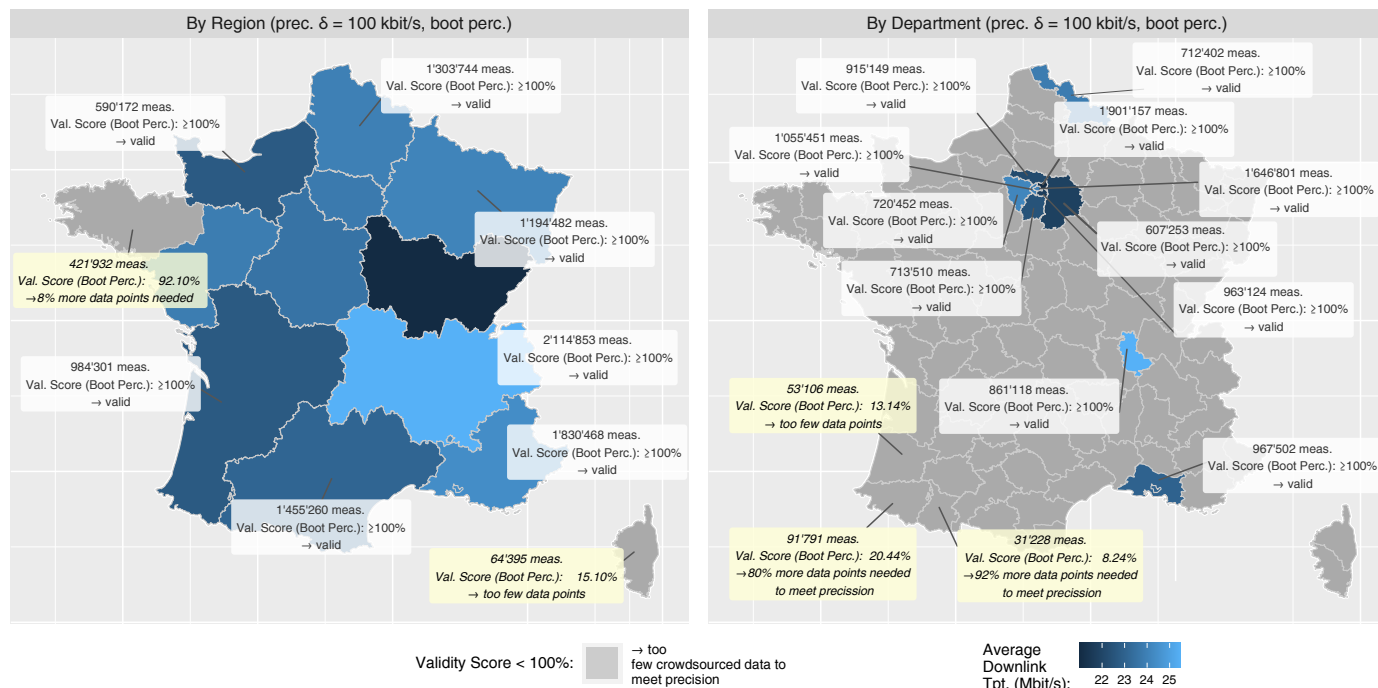 By Region (prec. δ = 100 kbit/s, boot perc.)
1'303'744 meas.
Val. Score (Boot Perc.): ≥100%
→ valid
590'172 meas.
Val. Score (Boot Perc.): ≥100%
→ valid
1'194'482 meas.
Val. Score (Boot Perc.): ≥100%
→ valid
421'932 meas.
Val. Score (Boot Perc.): 92.10%
→8% more data points needed
2'114'853 meas.
Val. Score (Boot Perc.): ≥100%
→ valid
984'301 meas.
Val. Score (Boot Perc.): ≥100%
→ valid
1'830'468 meas.
Val. Score (Boot Perc.): ≥100%
→ valid
1'455'260 meas.
Val. Score (Boot Perc.): ≥100%
→ valid
64'395 meas.
Val. Score (Boot Perc.): 15.10%
→ too few data points
By Department (prec. δ = 100 kbit/s, boot perc.)
712'402 meas.
Val. Score (Boot Perc.): ≥100%
→ valid
915'149 meas.
Val. Score (Boot Perc.): ≥100%
→ valid
1'901'157 meas.
Val. Score (Boot Perc.): ≥100%
→ valid
1'055'451 meas.
Val. Score (Boot Perc.): ≥100%
→ valid
1'646'801 meas.
Val. Score (Boot Perc.): ≥100%
→ valid
720'452 meas.
Val. Score (Boot Perc.): ≥100%
→ valid
607'253 meas.
Val. Score (Boot Perc.): ≥100%
→ valid
713'510 meas.
Val. Score (Boot Perc.): ≥100%
→ valid
963'124 meas.
Val. Score (Boot Perc.): ≥100%
→ valid
53'106 meas.
Val. Score (Boot Perc.): 13.14%
→ too few data points
861'118 meas.
Val. Score (Boot Perc.): ≥100%
→ valid
967'502 meas.
Val. Score (Boot Perc.): ≥100%
→ valid
91'791 meas.
Val. Score (Boot Perc.): 20.44%
→80% more data points needed
to meet precission
31'228 meas.
Val. Score (Boot Perc.): 8.24%
→92% more data points needed
to meet precission
Validity Score < 100%:
→ too
few crowdsourced data to
meet precision
Average
Downlink
Tpt. (Mbit/s):
22 23 24 25